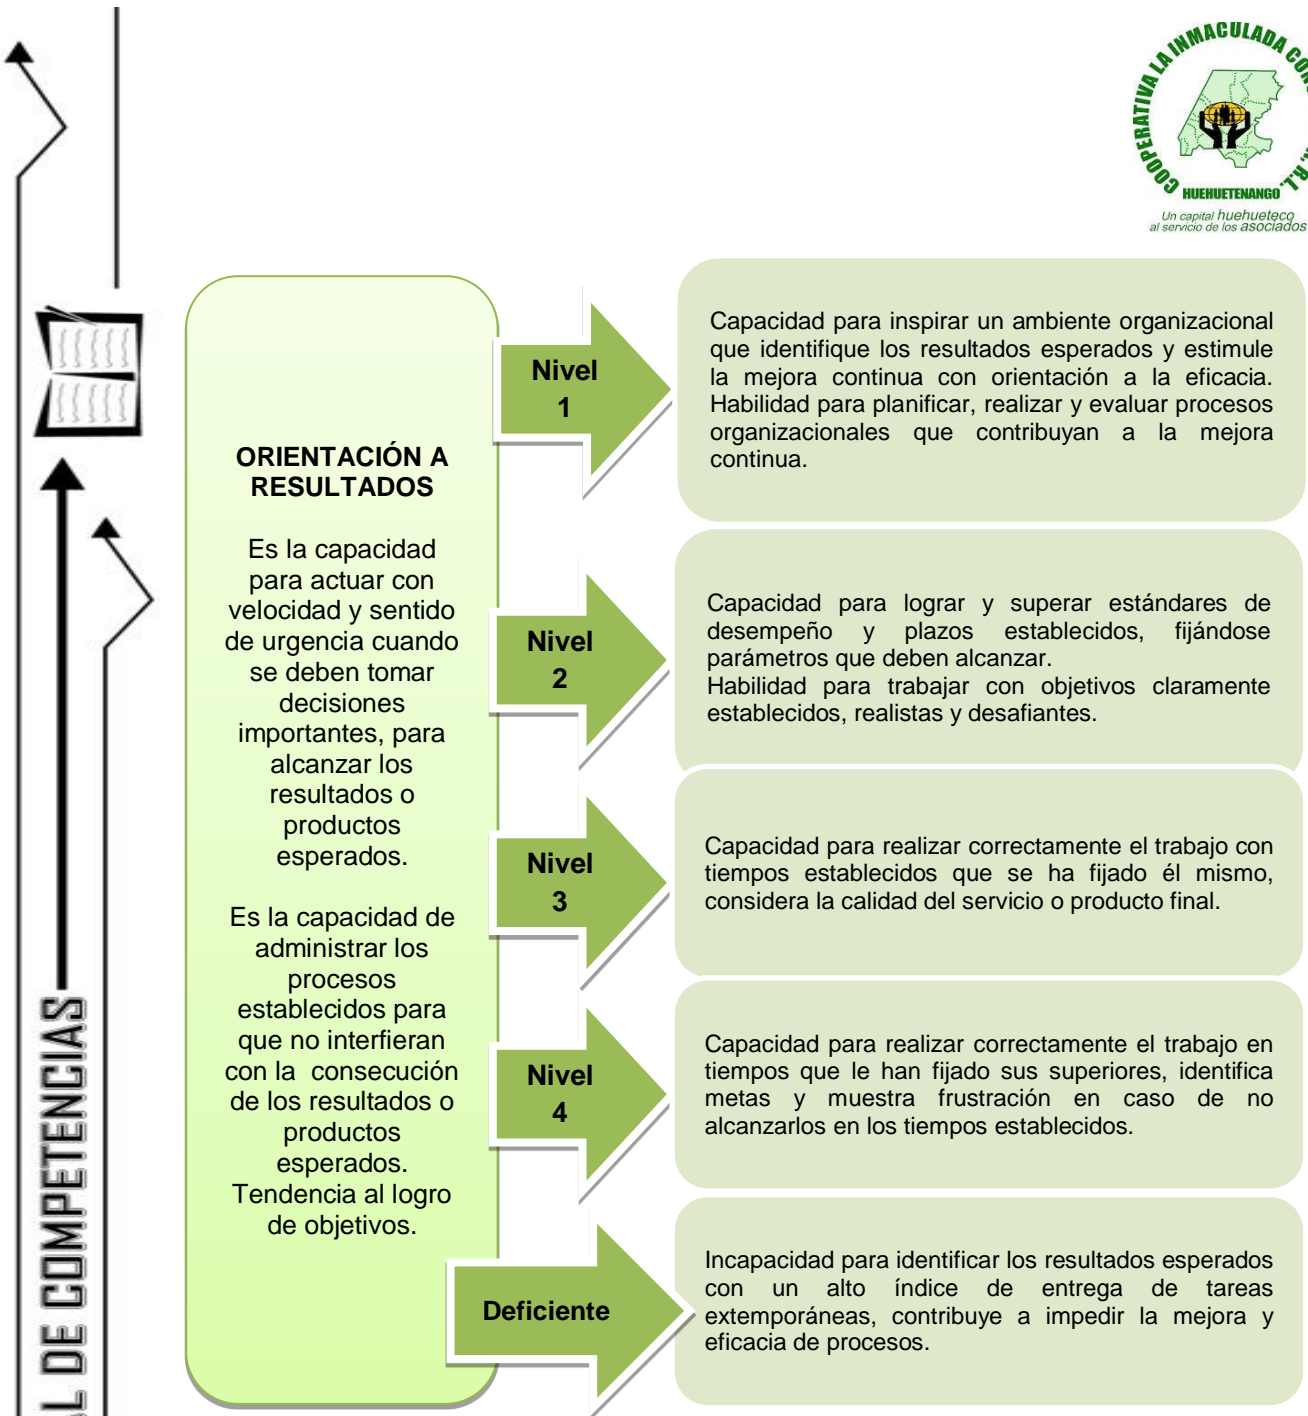 COOPERATIVA LA INMACULADA
R.L.
HUEHUETENANGO
Un capital huehueteco
al servicio de los asociados
ORIENTACIÓN A
RESULTADOS
Es la capacidad
para actuar con
velocidad y sentido
de urgencia cuando
se deben tomar
decisiones
importantes, para
alcanzar los
resultados o
productos
esperados.
Es la capacidad de
administrar los
procesos
establecidos para
que no interfieran
con la consecución
de los resultados o
productos
esperados.
Tendencia al logro
de objetivos.
Nivel
1
Capacidad para inspirar un ambiente organizacional
que identifique los resultados esperados y estimule
la mejora continua con orientación a la eficacia.
Habilidad para planificar, realizar y evaluar procesos
organizacionales que contribuyan a la mejora
continua.
Nivel
2
Capacidad para lograr y superar estándares de
desempeño y plazos establecidos, fijándose
parámetros que deben alcanzar.
Habilidad para trabajar con objetivos claramente
establecidos, realistas y desafiantes.
Nivel
3
Capacidad para realizar correctamente el trabajo con
tiempos establecidos que se ha fijado él mismo,
considera la calidad del servicio o producto final.
Nivel
4
Capacidad para realizar correctamente el trabajo en
tiempos que le han fijado sus superiores, identifica
metas y muestra frustración en caso de no
alcanzarlos en los tiempos establecidos.
Deficiente
Incapacidad para identificar los resultados esperados
con un alto índice de entrega de tareas
extemporáneas, contribuye a impedir la mejora y
eficacia de procesos.
DE COMPETENCIAS